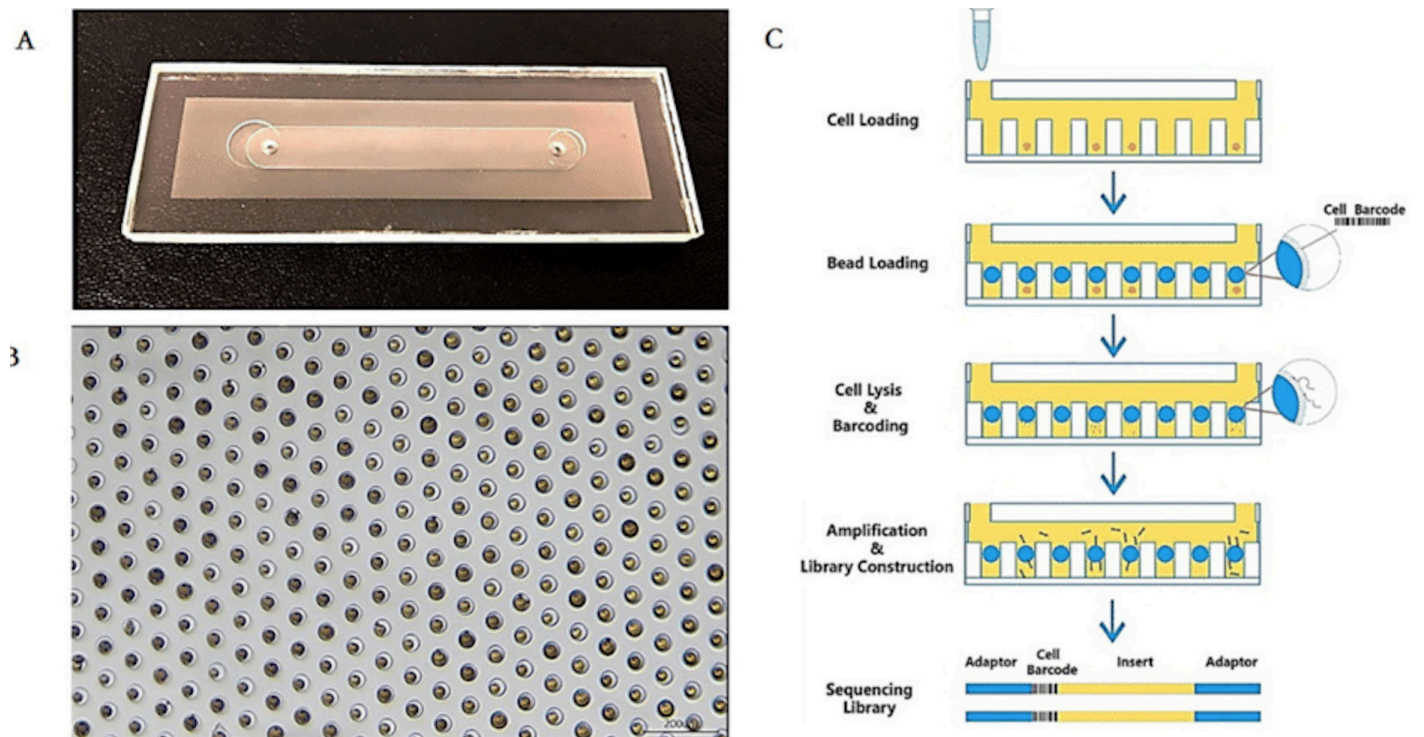 A
B
200um
C
Cell Loading
Cell Barcode
Bead Loading
Cell Lysis
&
Barcoding
Amplification
&
Library Construction
Adaptor
Cell
Barcode
Insert
Adaptor
Sequencing
Library